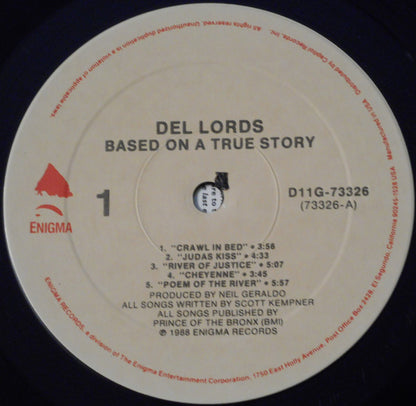 All rights reserved. Unauthorized duplication is a violation of applicable laws.
Manufactured in USA. Distributed by Capitol Records, Inc.
DEL LORDS
BASED ON A TRUE STORY
ENIGMA
1
D11G-73326
(73326-A)
1. "CRAWL IN BED" • 3:56
2. "JUDAS KISS" • 4:33
3. "RIVER OF JUSTICE" • 5:07
4. "CHEYENNE" • 3:45
5. "POEM OF THE RIVER" • 5:57
PRODUCED BY NEIL GERALDO
ALL SONGS WRITTEN BY SCOTT KEMPNER
ALL SONGS PUBLISHED BY
PRINCE OF THE BRONX (BMI)
℗ 1988 ENIGMA RECORDS
ENIGMA RECORDS, a division of The Enigma Entertainment Corporation, 1750 East Holly Avenue, Post Office Box 2428, El Segundo, California 90245-1528 USA